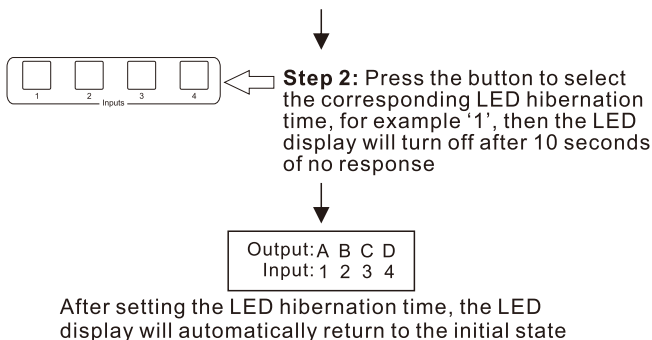 1 2 3 4
Inputs
Step 2: Press the button to select
the corresponding LED hibernation
time, for example ‘1’, then the LED
display will turn off after 10 seconds
of no response
Output: A B C D
Input: 1 2 3 4
After setting the LED hibernation time, the LED
display will automatically return to the initial state